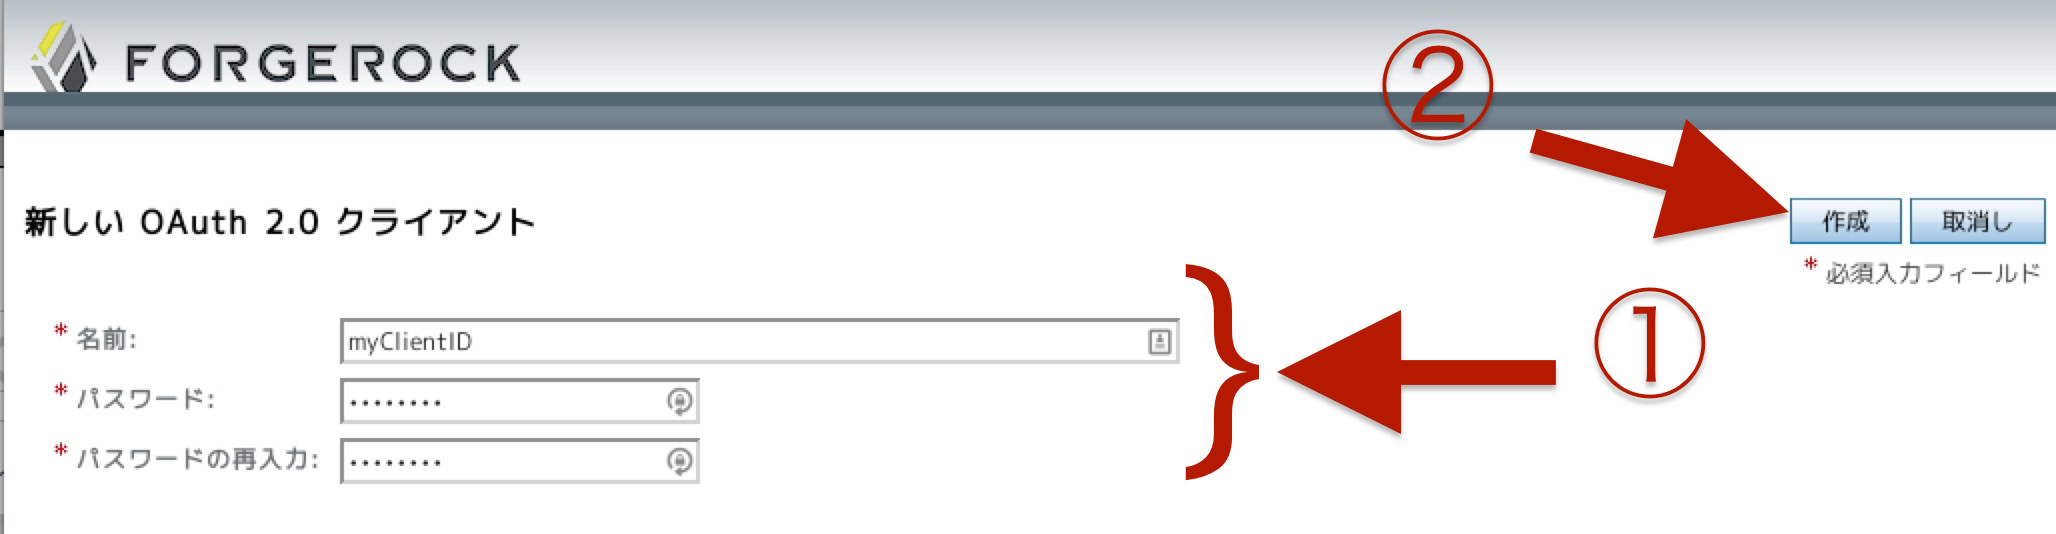 FORGEROCK
②
新しい OAuth 2.0 クライアント
作成
取消し
* 必須入力フィールド
①
* 名前:
myClientID
* パスワード:
••••••••
* パスワードの再入力:
••••••••